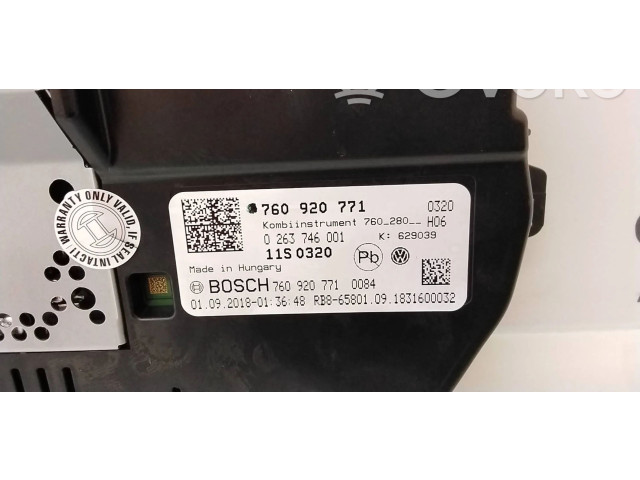 760 920 771 0320
Kombiinstrument 760_280__ H06
0 263 746 001 K: 629039
11S 0320 Pb
Made in Hungary
BOSCH 760 920 771 0084
01.09.2018-01:36:48 RB8-65801.09.1831600032
WARRANTY ONLY VALID, IF SEAL INTACT!